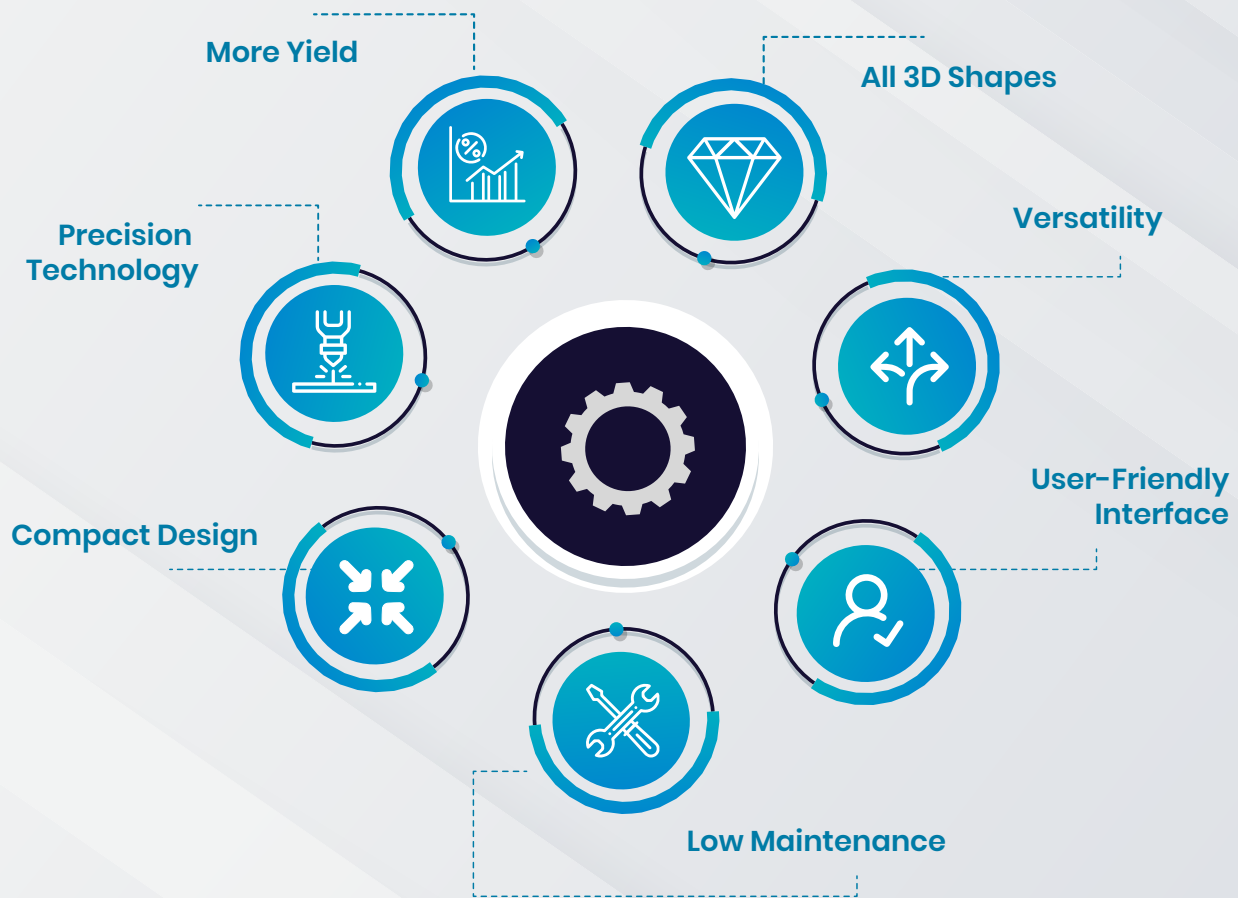 More Yield
All 3D Shapes
Precision
Technology
Versatility
User-Friendly
Interface
Compact Design
Low Maintenance